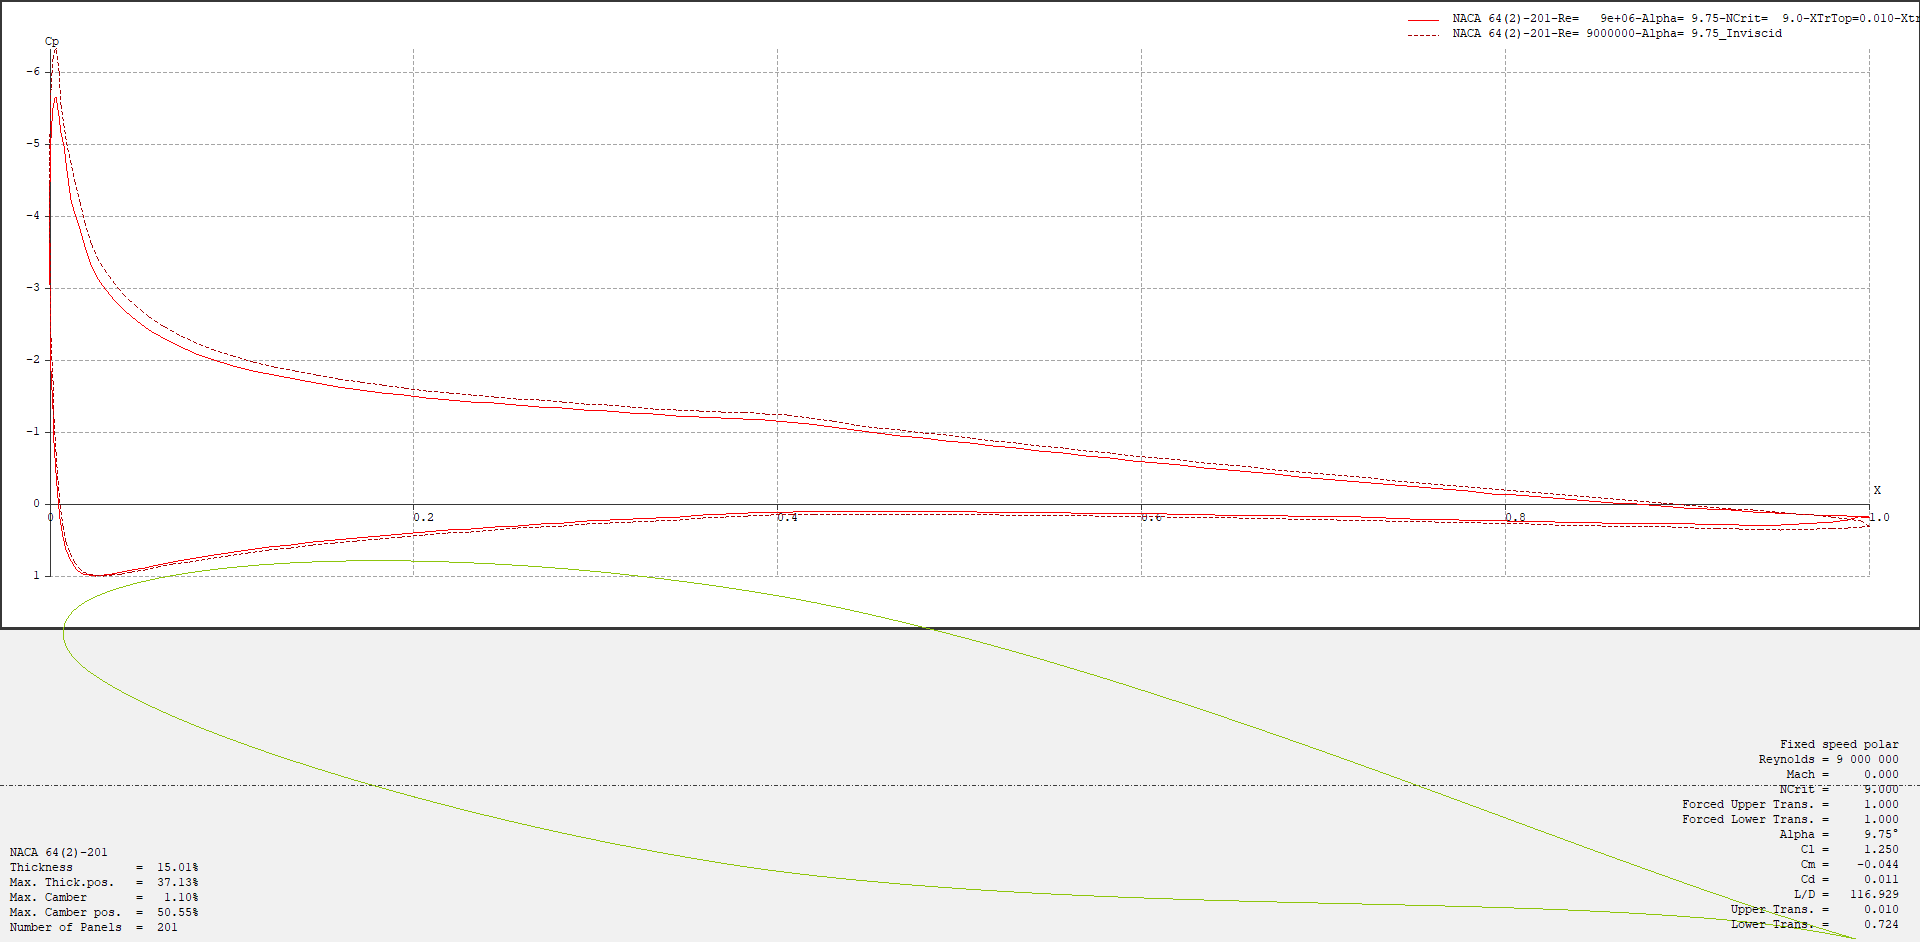 NACA 64(2)-201-Re=   9e+06-Alpha= 9.75-NCrit=  9.0-XTrTop=0.010-Xtr
NACA 64(2)-201-Re= 9000000-Alpha= 9.75_Inviscid
Cp
-6
-5
-4
-3
-2
-1
0
X
0 0.2 0.4 0.6 0.8 1.0
1
Fixed speed polar
Reynolds = 9 000 000
Mach = 0.000
NCrit = 9.000
Forced Upper Trans. = 1.000
Forced Lower Trans. = 1.000
Alpha = 9.75°
Cl = 1.250
Cm = -0.044
Cd = 0.011
L/D = 116.929
Upper Trans. = 0.010
Lower Trans. = 0.724
NACA 64(2)-201
Thickness = 15.01%
Max. Thick.pos. = 37.13%
Max. Camber = 1.10%
Max. Camber pos. = 50.55%
Number of Panels = 201